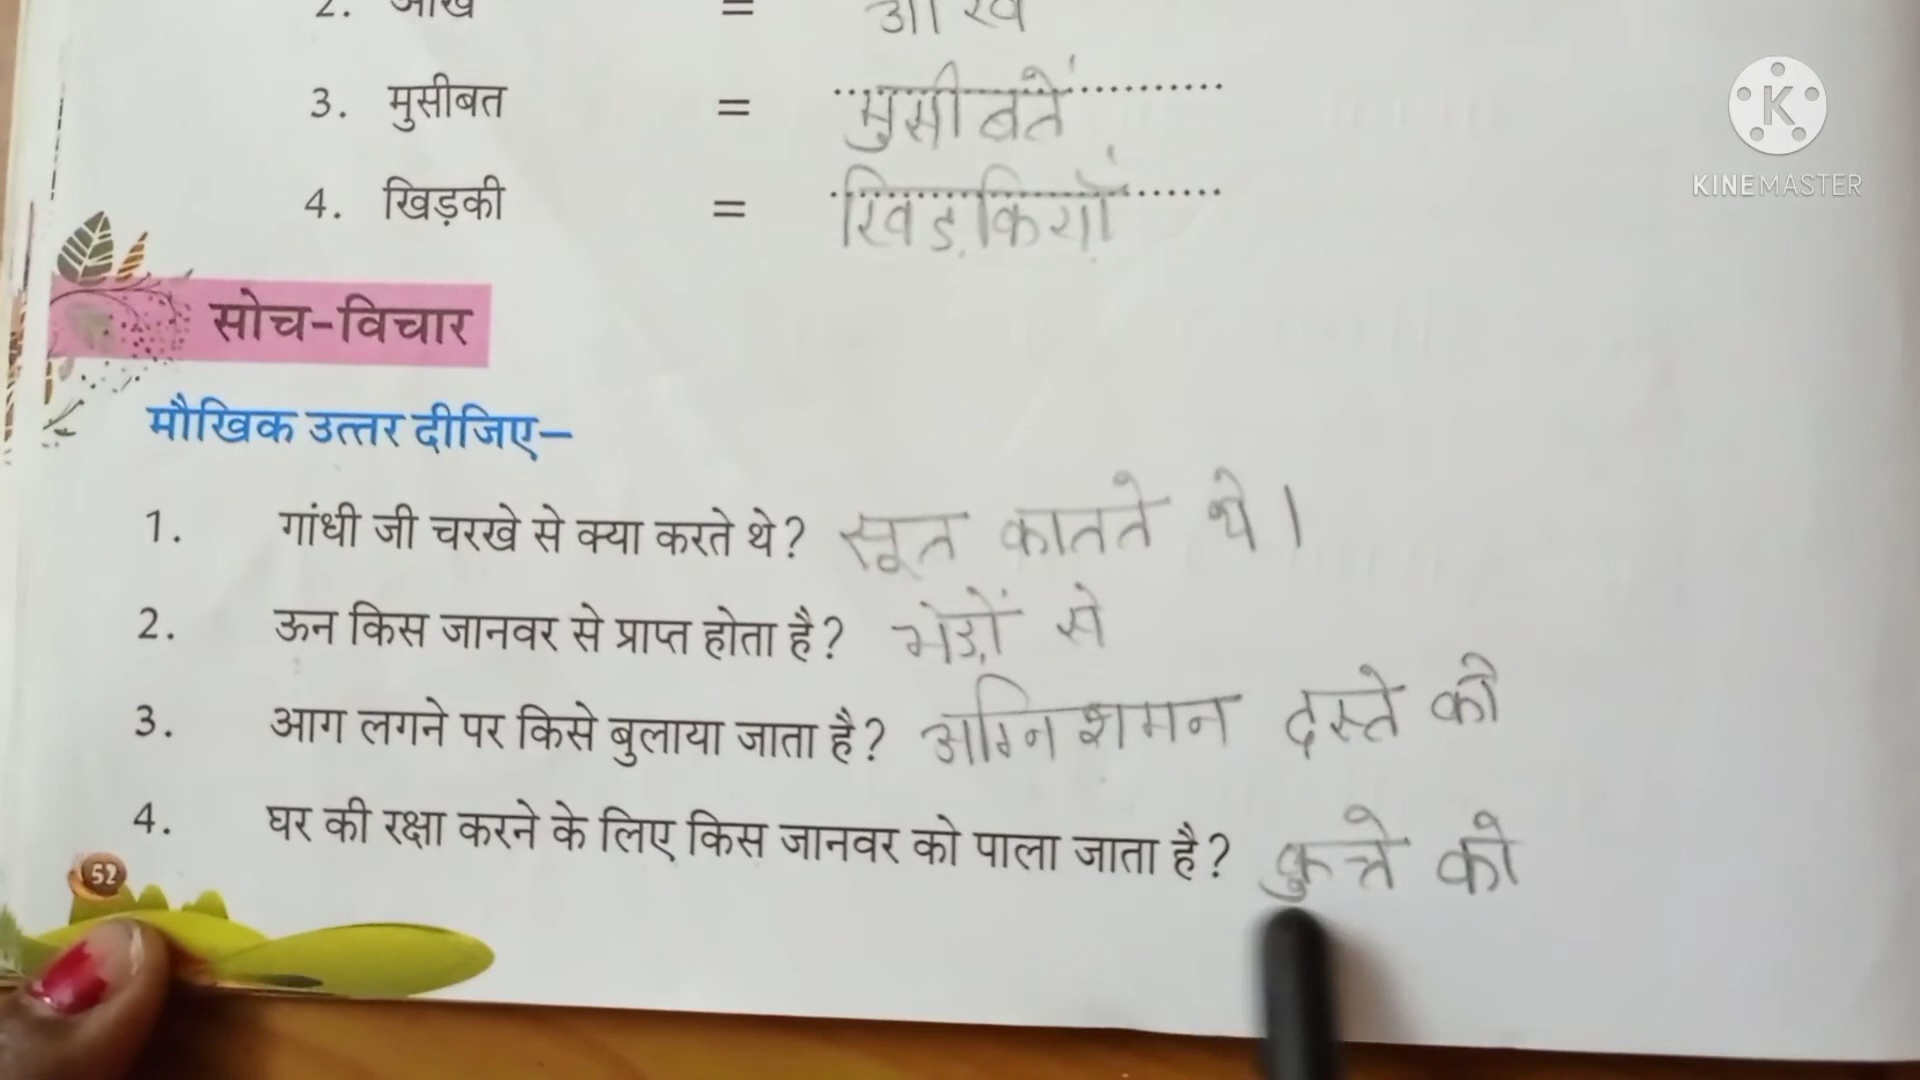 2. आँख = आँखें
3. मुसीबत = मुसीबतें
4. खिड़की = खिड़कियाँ
KINEMASTER
सोच-विचार
मौखिक उत्तर दीजिए–
1. गांधी जी चरखे से क्या करते थे? सूत कातते थे।
2. ऊन किस जानवर से प्राप्त होता है? भेड़ों से
3. आग लगने पर किसे बुलाया जाता है? अग्निशमन दस्ते को
4. घर की रक्षा करने के लिए किस जानवर को पाला जाता है? कुत्ते को
52